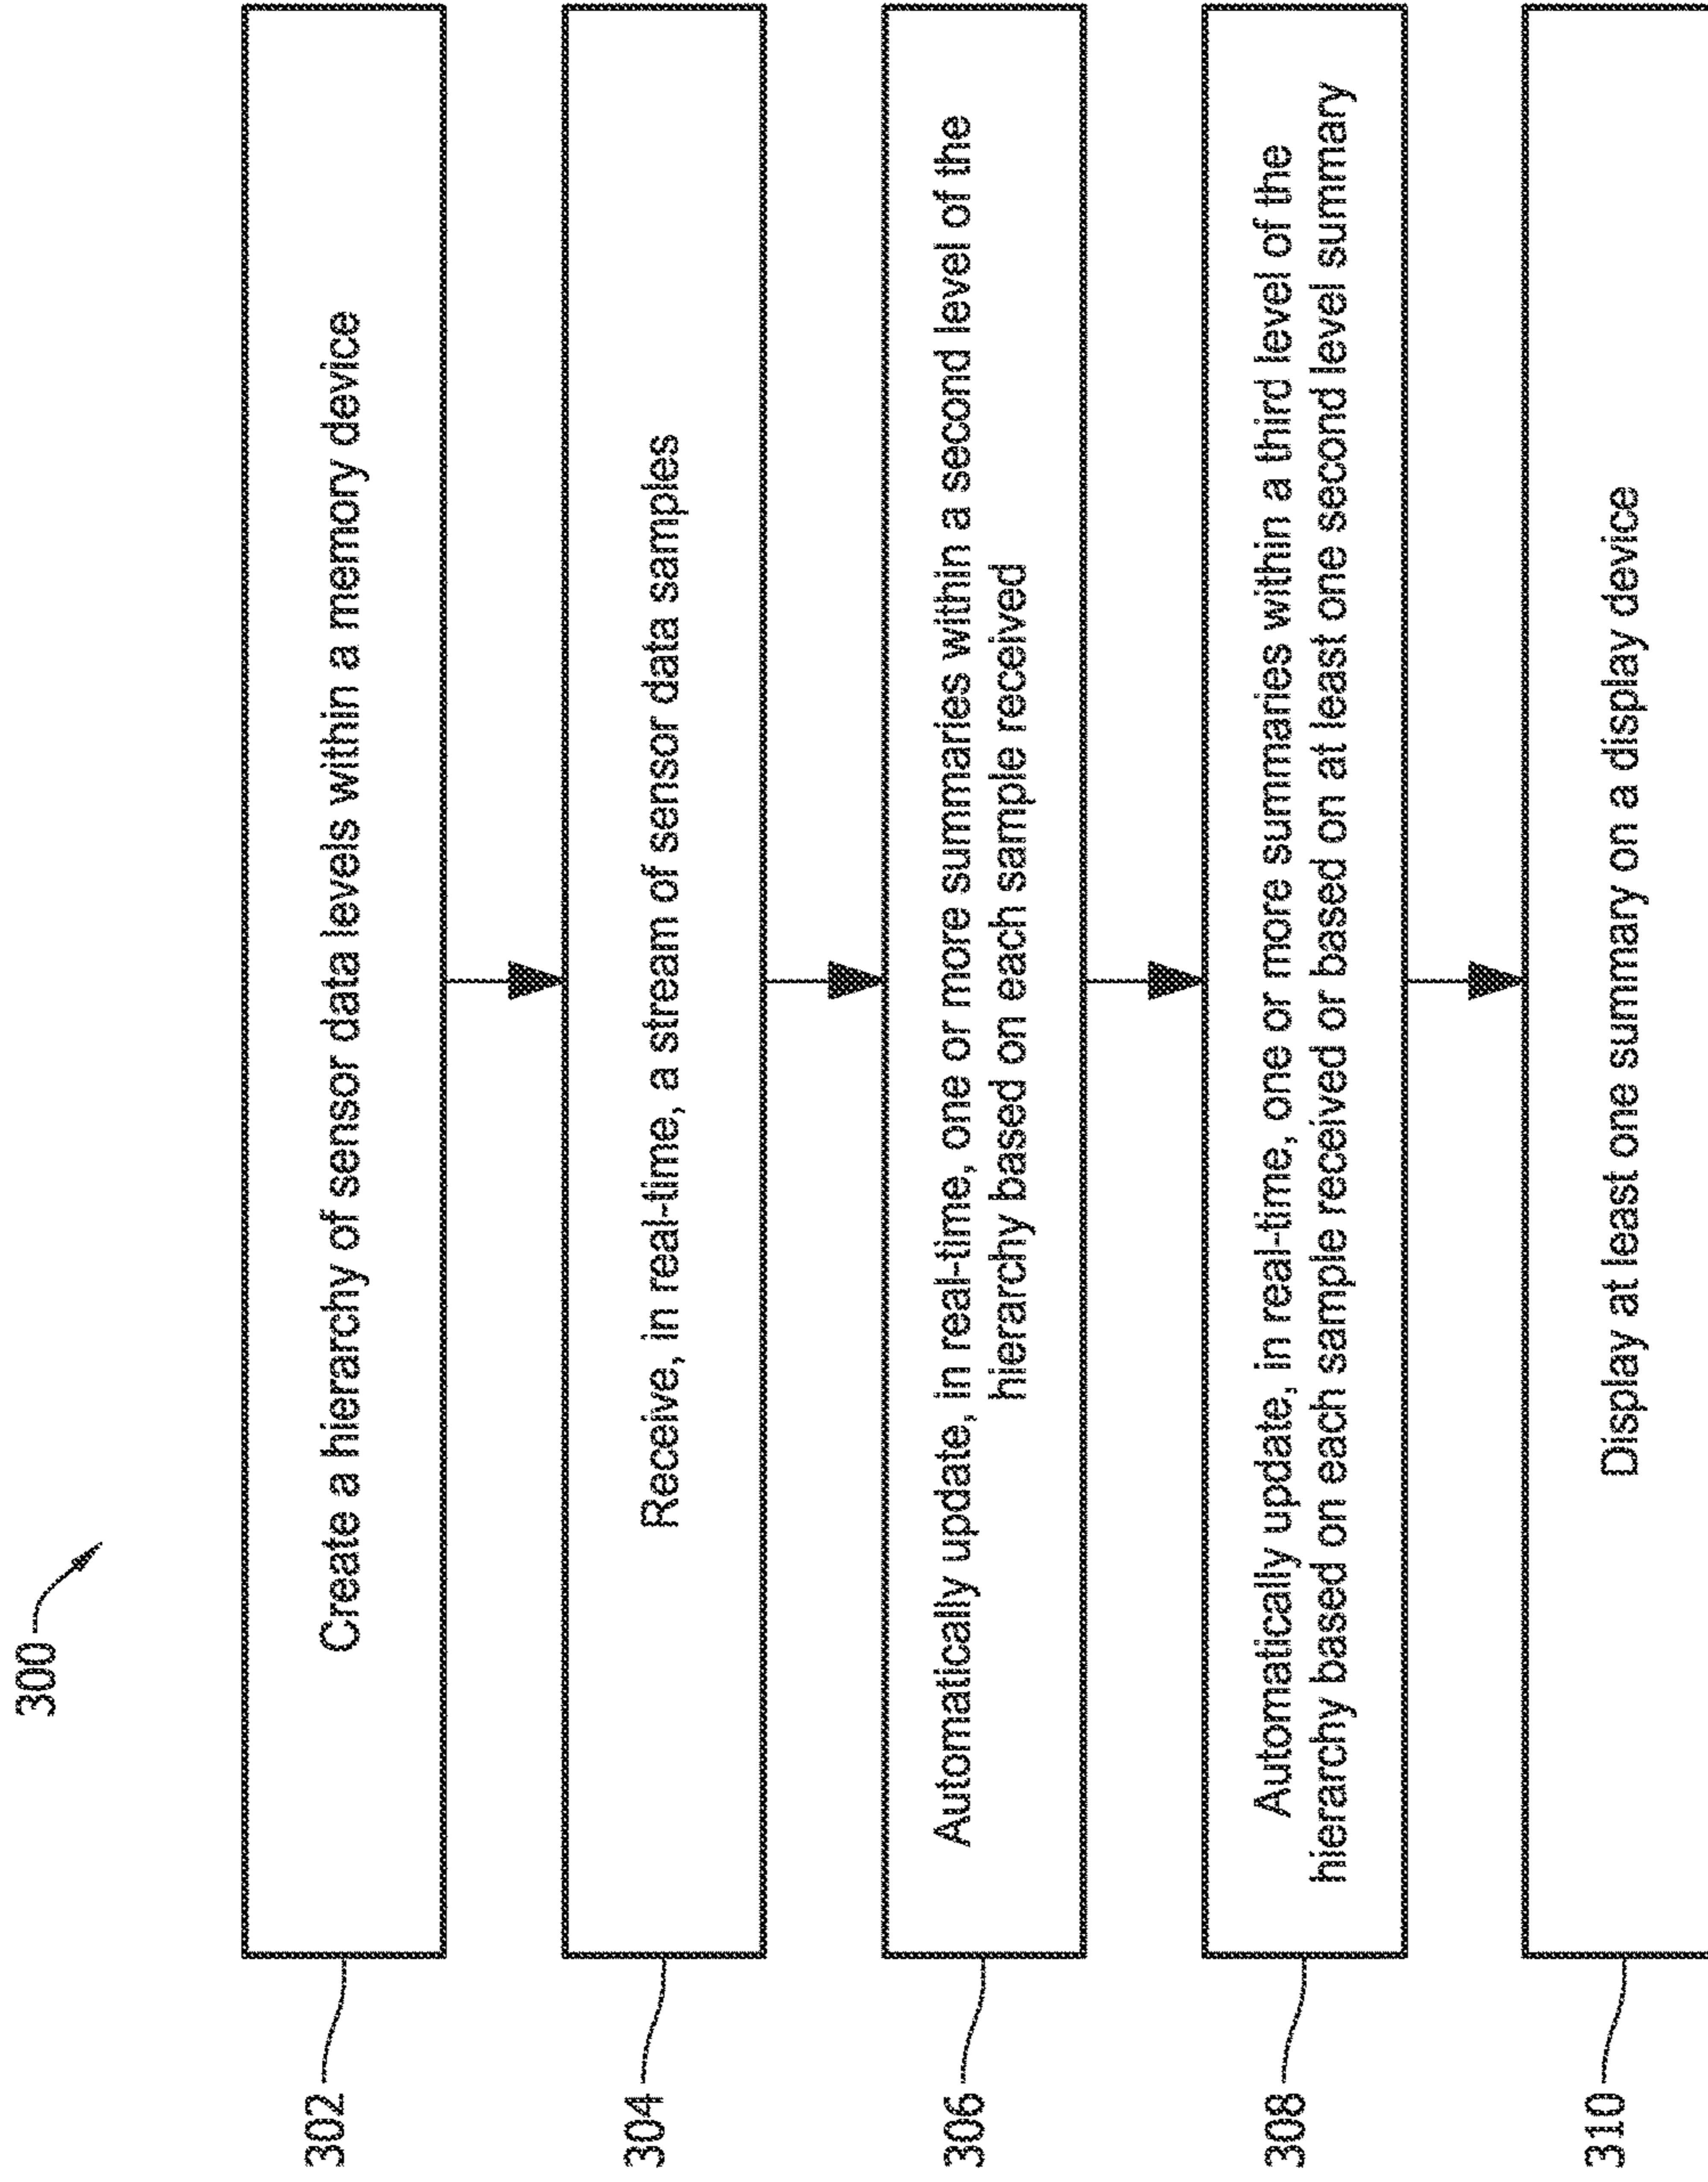 300
302
Create a hierarchy of sensor data levels within a memory device
304
Receive, in real-time, a stream of sensor data samples
306
Automatically update, in real-time, one or more summaries within a second level of the
hierarchy based on each sample received
308
Automatically update, in real-time, one or more summaries within a third level of the
hierarchy based on each sample received or based on at least one second level summary
310
Display at least one summary on a display device